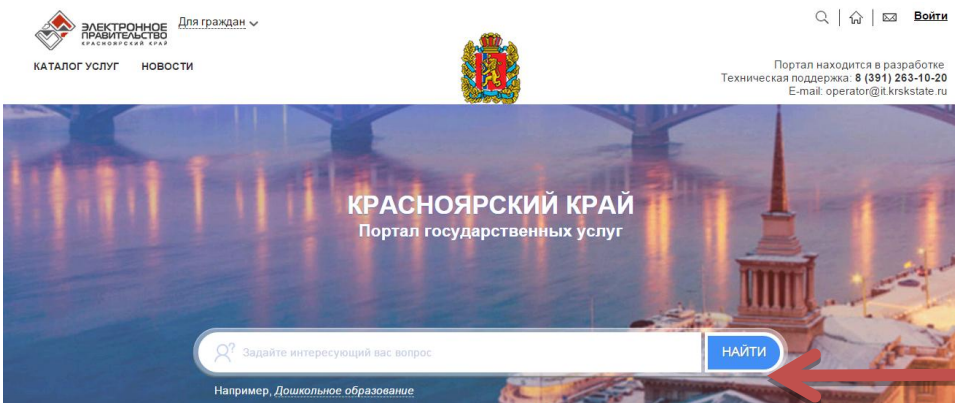 ЭЛЕКТРОННОЕ
ПРАВИТЕЛЬСТВО
КРАСНОЯРСКИЙ КРАЙ
Для граждан
Войти
КАТАЛОГ УСЛУГ НОВОСТИ
Портал находится в разработке
Техническая поддержка: 8 (391) 263-10-20
E-mail: operator@it.krskstate.ru
КРАСНОЯРСКИЙ КРАЙ
Портал государственных услуг
Задайте интересующий вас вопрос
НАЙТИ
Например, Дошкольное образование